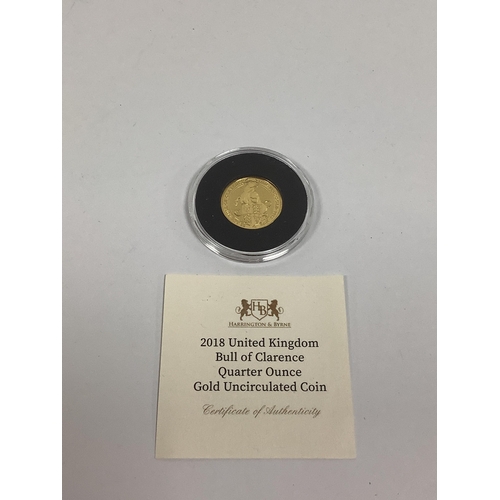 HB
HARRINGTON & BYRNE
2018 United Kingdom
Bull of Clarence
Quarter Ounce
Gold Uncirculated Coin
Certificate of Authenticity